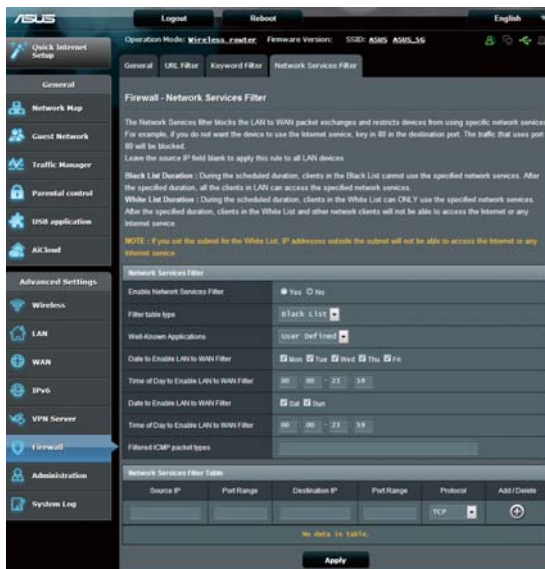 ASUS
Logout
Reboot
English
Quick Internet
Setup
Operation Mode: Wireless router Firmware Version: SSID: ASUS ASUS_5G
General
URL Filter
Keyword Filter
Network Services Filter
General
Network Map
Guest Network
Traffic Manager
Parental control
USB application
AiCloud
Advanced Settings
Wireless
LAN
WAN
IPv6
VPN Server
Firewall
Administration
System Log
Firewall - Network Services Filter
The Network Services filter blocks the LAN to WAN packet exchanges and restricts devices from using specific network services.
For example, if you do not want the device to use the Internet service, key in 80 in the destination port. The traffic that uses port
80 will be blocked.
Leave the source IP field blank to apply this rule to all LAN devices.
Black List Duration : During the scheduled duration, clients in the Black List cannot use the specified network services. After
the specified duration, all the clients in LAN can access the specified network services.
White List Duration : During the scheduled duration, clients in the White List can ONLY use the specified network services.
After the specified duration, clients in the White List and other network clients will not be able to access the Internet or any
Internet service.
NOTE : If you set the subnet for the White List, IP addresses outside the subnet will not be able to access the Internet or any
Internet service.
Network Services Filter
Enable Network Services Filter Yes No
Filter table type Black List
Well-Known Applications User Defined
Date to Enable LAN to WAN Filter Mon Tue Wed Thu Fri
Time of Day to Enable LAN to WAN Filter 00 : 00 - 23 : 59
Date to Enable LAN to WAN Filter Sat Sun
Time of Day to Enable LAN to WAN Filter 00 : 00 - 23 : 59
Filtered ICMP packet types
Network Services Filter Table
Source IP Port Range Destination IP Port Range Protocol Add / Delete
TCP
No data in table.
Apply